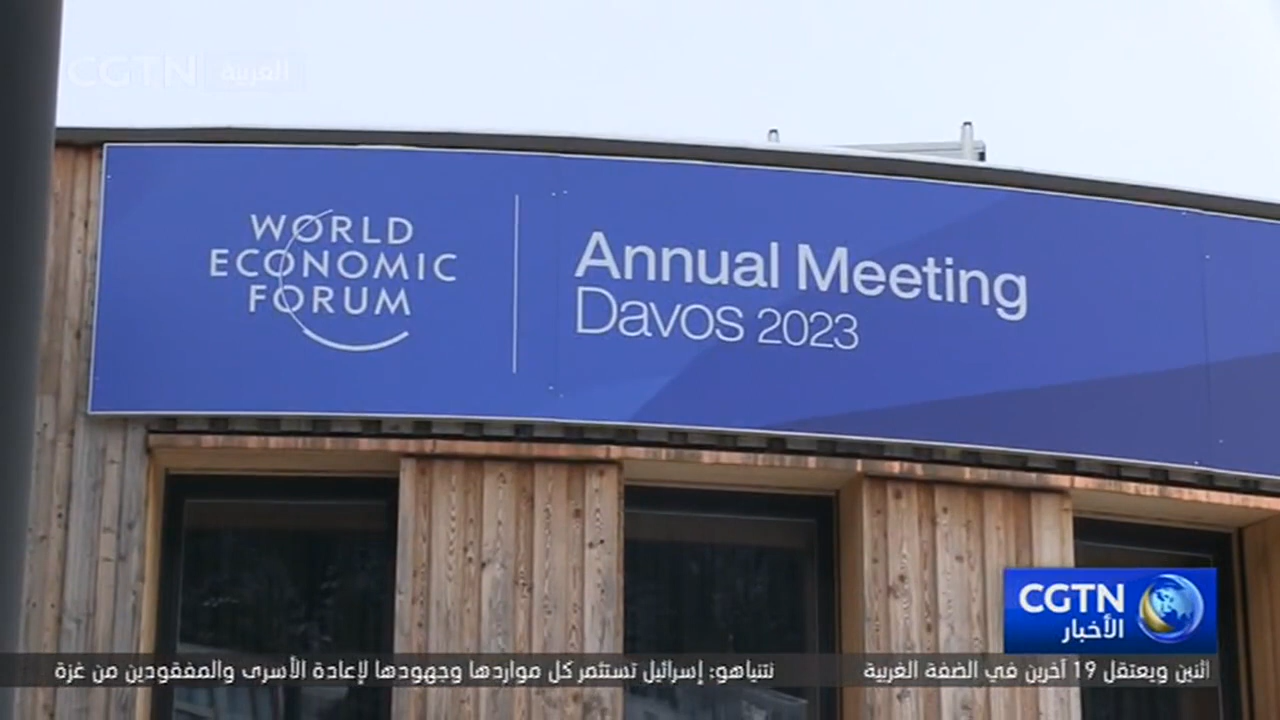 CGTN العربية
WORLD
ECONOMIC
FORUM
Annual Meeting
Davos 2023
CGTN
الأخبار
اثنين ويعتقل 19 آخرين في الضفة الغربية
نتنياهو: إسرائيل تستثمر كل مواردها وجهودها لإعادة الأسرى والمفقودين من غزة